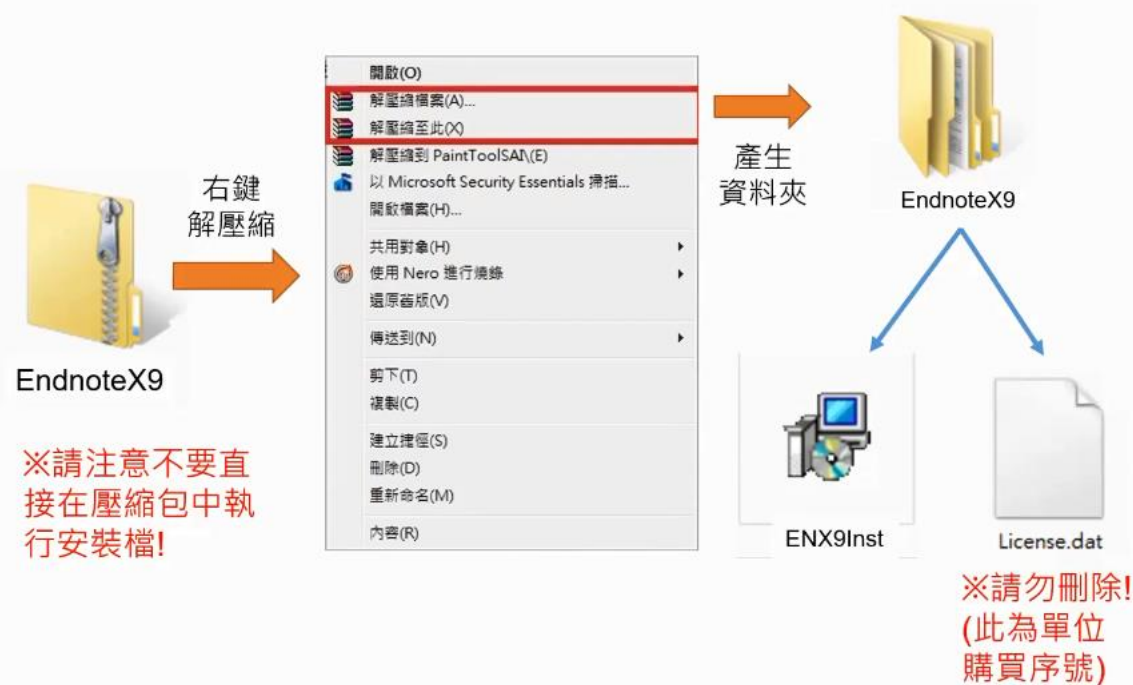 EndnoteX9
※請注意不要直
接在壓縮包中執
行安裝檔!
右鍵
解壓縮
開啟(O)
解壓縮檔案(A)...
解壓縮至此(X)
解壓縮到 PaintToolSAI\(E)
以 Microsoft Security Essentials 掃描...
開啟檔案(H)...
共用對象(H)
使用 Nero 進行燒錄
還原舊版(V)
傳送到(N)
剪下(T)
複製(C)
建立捷徑(S)
刪除(D)
重新命名(M)
內容(R)
產生
資料夾
EndnoteX9
ENX9Inst
License.dat
※請勿刪除!
(此為單位
購買序號)